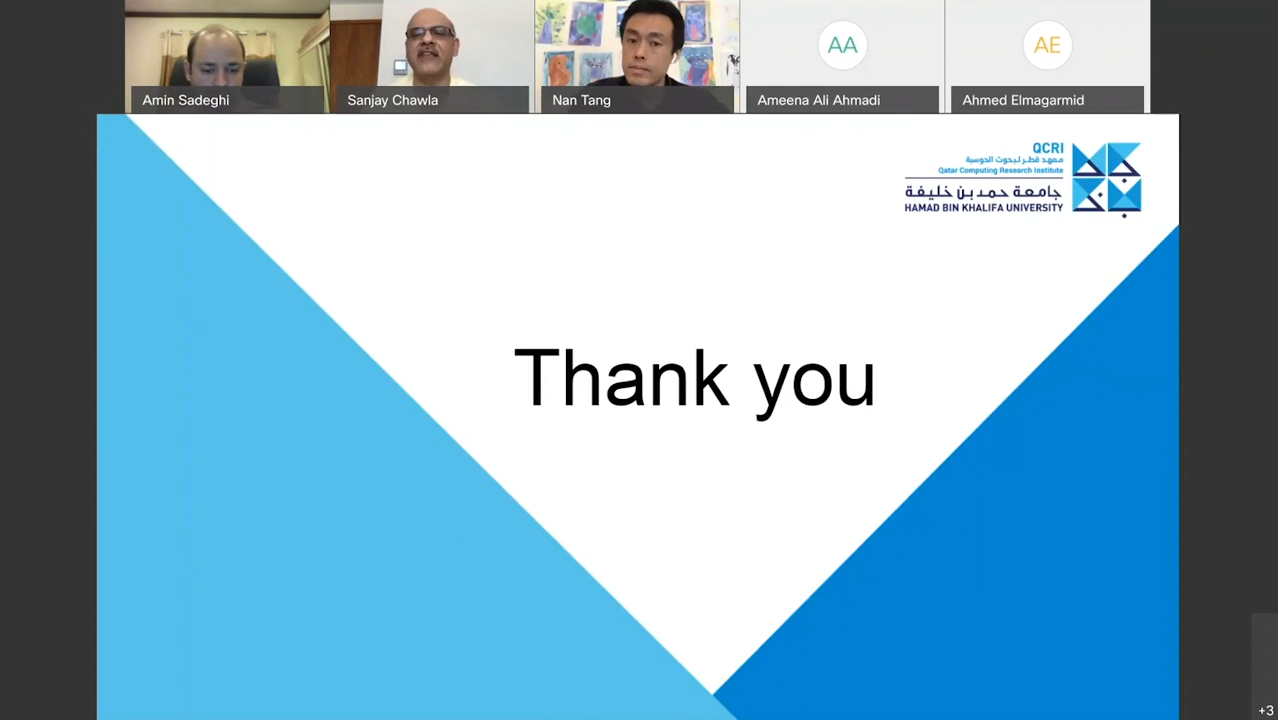 Amin Sadeghi
Sanjay Chawla
Nan Tang
AA
Ameena Ali Ahmadi
AE
Ahmed Elmagarmid
QCRI
معهد قطر لبحوث الحوسبة
Qatar Computing Research Institute
جامعة حمد بن خليفة
HAMAD BIN KHALIFA UNIVERSITY
Thank you
+3